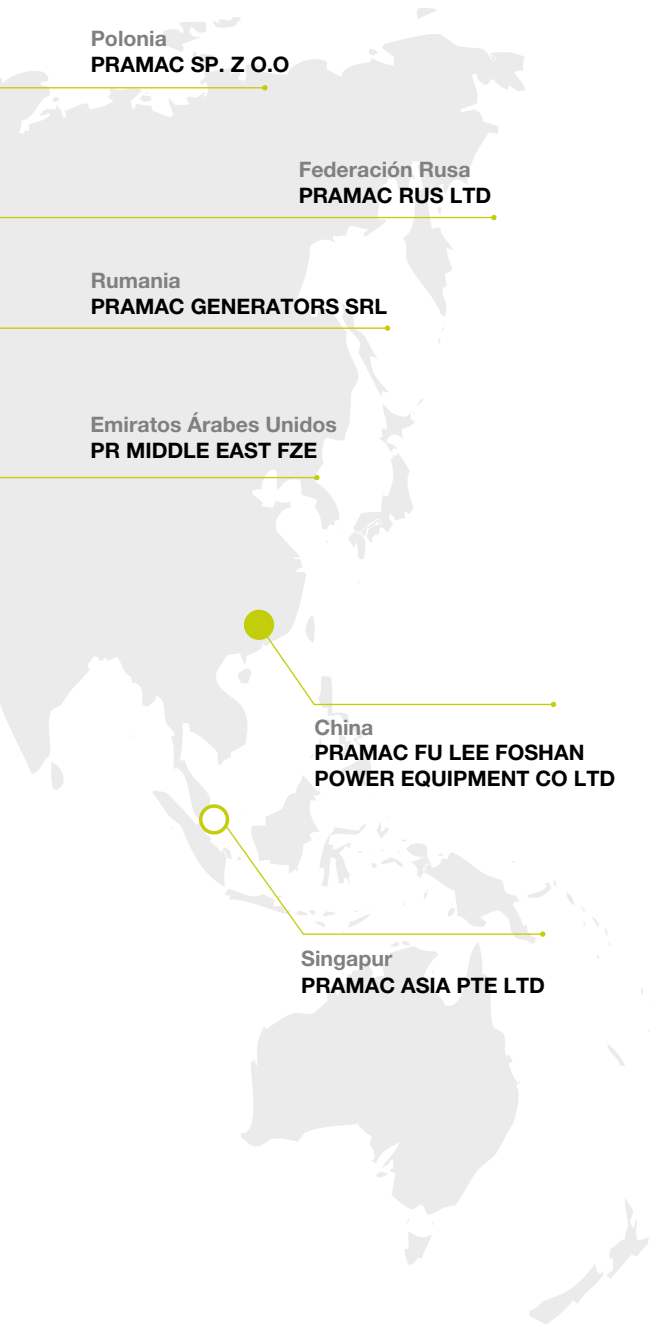 Polonia
PRAMAC SP. Z O.O
Federación Rusa
PRAMAC RUS LTD
Rumania
PRAMAC GENERATORS SRL
Emiratos Árabes Unidos
PR MIDDLE EAST FZE
China
PRAMAC FU LEE FOSHAN
POWER EQUIPMENT CO LTD
Singapur
PRAMAC ASIA PTE LTD